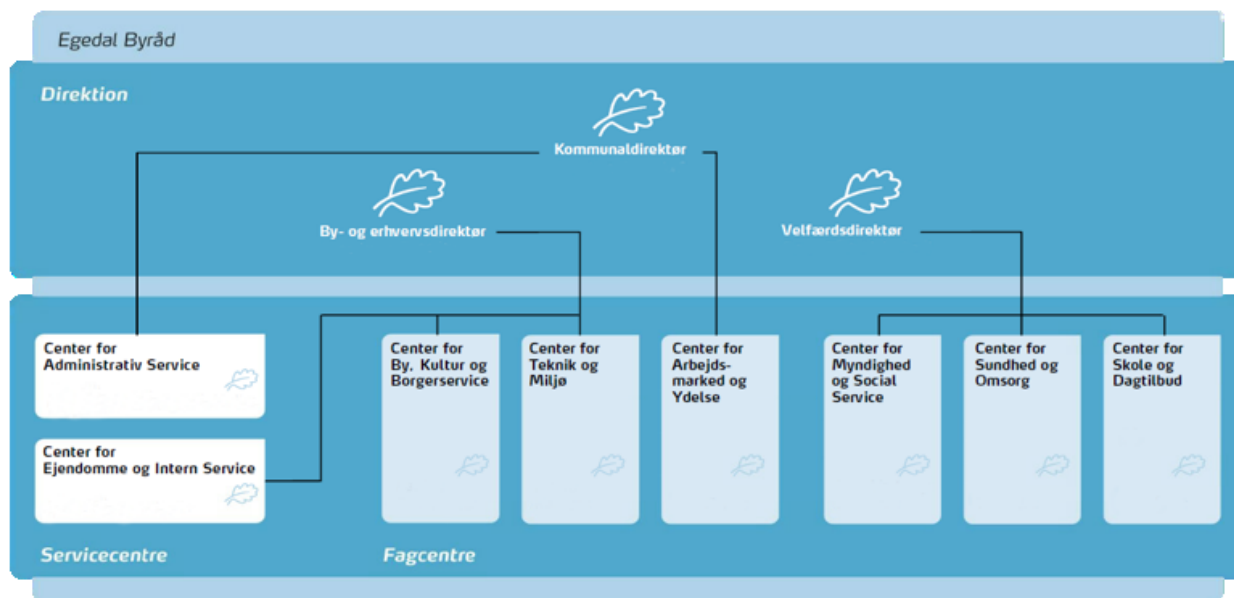 Egedal Byråd
Direktion
Kommunaldirektør
By- og erhvervsdirektør
Velfærdsdirektør
Center for
Administrativ Service
Center for
Ejendomme og Intern Service
Center for
By, Kultur og
Borgerservice
Center for
Teknik og
Miljø
Center for
Arbejds-
marked og
Ydelse
Center for
Myndighed
og Social
Service
Center for
Sundhed og
Omsorg
Center for
Skole og
Dagtilbud
Servicecentre
Fagcentre